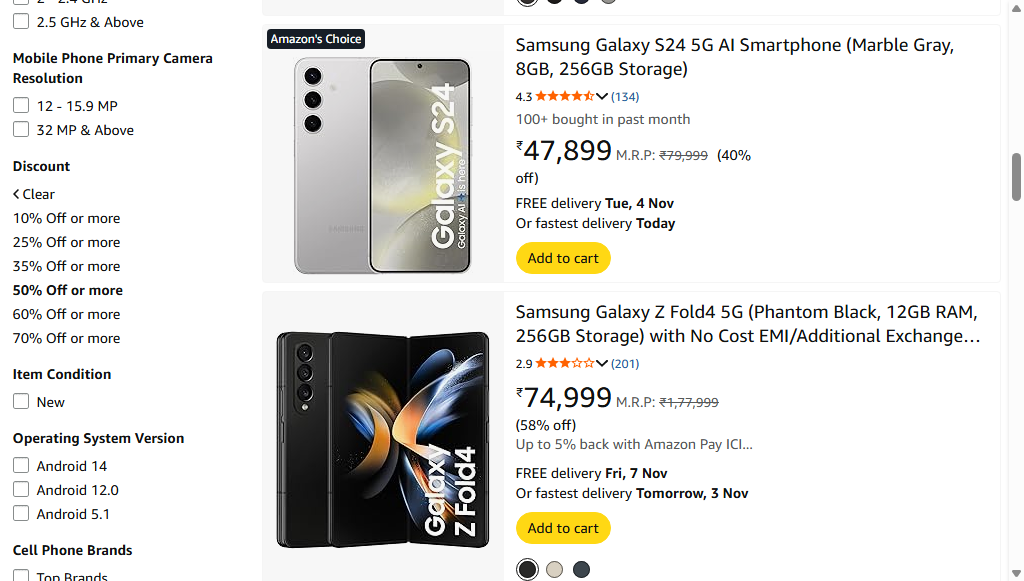 2.5 GHz & Above
Mobile Phone Primary Camera
Resolution
12 - 15.9 MP
32 MP & Above
Discount
Clear
10% Off or more
25% Off or more
35% Off or more
50% Off or more
60% Off or more
70% Off or more
Item Condition
New
Operating System Version
Android 14
Android 12.0
Android 5.1
Cell Phone Brands
Top Brands
Amazon's Choice
SAMSUNG
Galaxy S24
Galaxy AI is here
Samsung Galaxy S24 5G AI Smartphone (Marble Gray,
8GB, 256GB Storage)
4.3 (134)
100+ bought in past month
₹47,899 M.R.P: ₹79,999 (40%
off)
FREE delivery Tue, 4 Nov
Or fastest delivery Today
Add to cart
Galaxy
Z Fold4
Samsung Galaxy Z Fold4 5G (Phantom Black, 12GB RAM,
256GB Storage) with No Cost EMI/Additional Exchange…
2.9 (201)
₹74,999 M.R.P: ₹1,77,999
(58% off)
Up to 5% back with Amazon Pay ICI…
FREE delivery Fri, 7 Nov
Or fastest delivery Tomorrow, 3 Nov
Add to cart